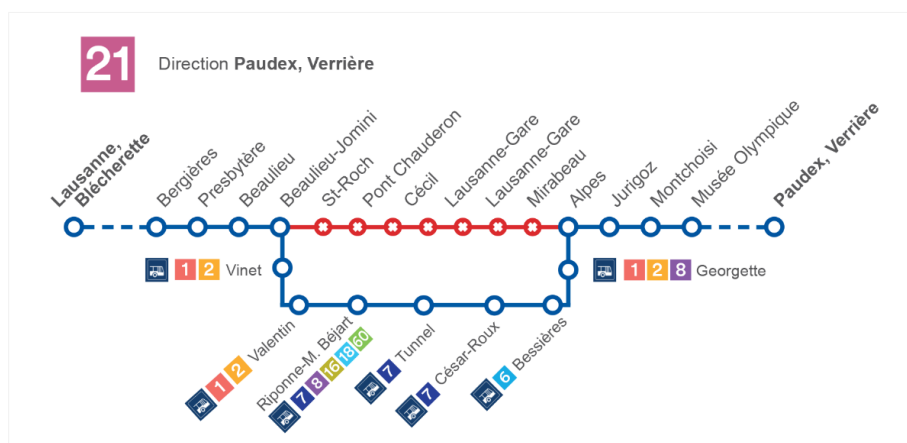 21
Direction Paudex, Verrière
Lausanne,
Blécherette
Bergières
Presbytère
Beaulieu
Beaulieu-Jomini
St-Roch
Pont Chauderon
Cécil
Lausanne-Gare
Lausanne-Gare
Mirabeau
Alpes
Jurigoz
Montchoisi
Musée Olympique
Paudex, Verrière
1 2 Vinet
1 2 8 Georgette
1 2 Valentin
Riponne-M. Béjart
7 8 16 18 60
7 Tunnel
7 César-Roux
6 Bessières